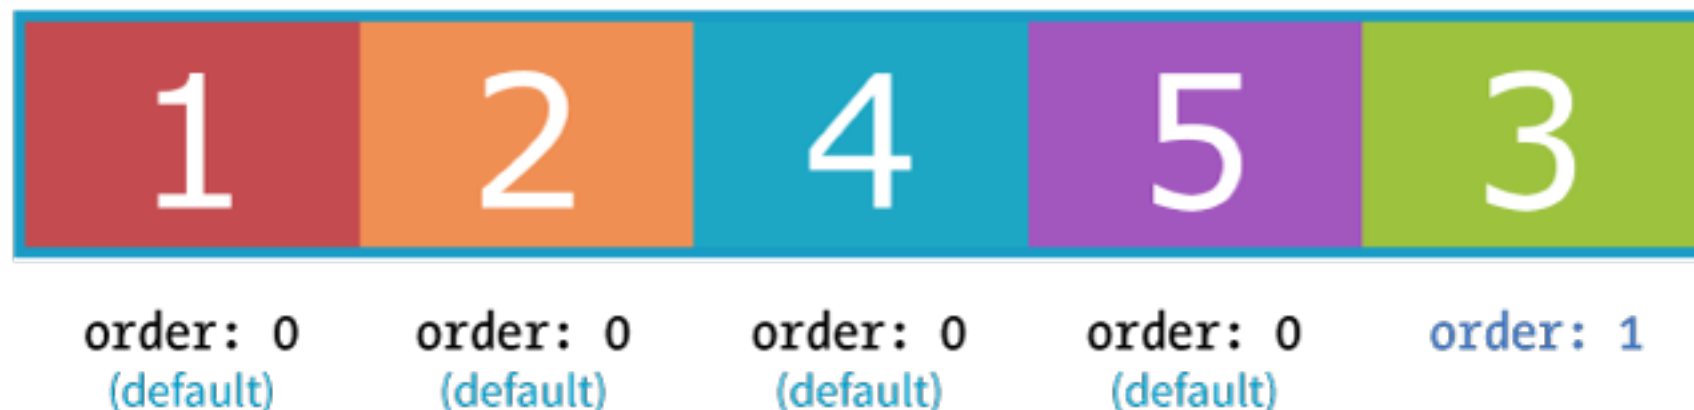 1 2 4 5 3
order: 0 order: 0 order: 0 order: 0 order: 1
(default) (default) (default) (default)